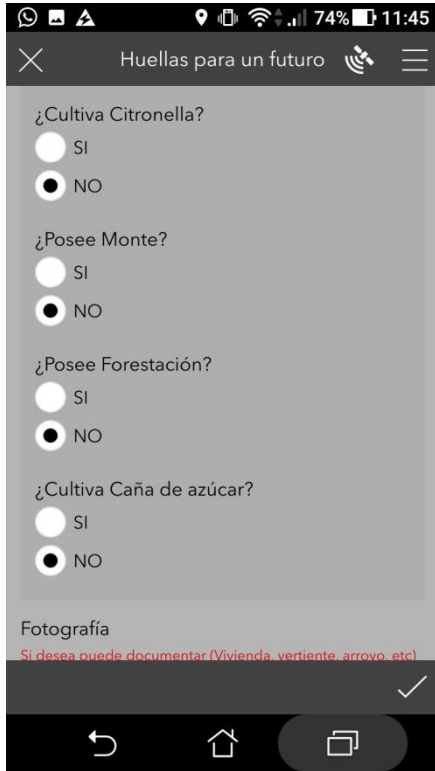 74% 11:45
Huellas para un futuro
¿Cultiva Citronella?
SI
NO
¿Posee Monte?
SI
NO
¿Posee Forestación?
SI
NO
¿Cultiva Caña de azúcar?
SI
NO
Fotografía
Si desea puede documentar (Vivienda, vertiente, arroyo, etc)